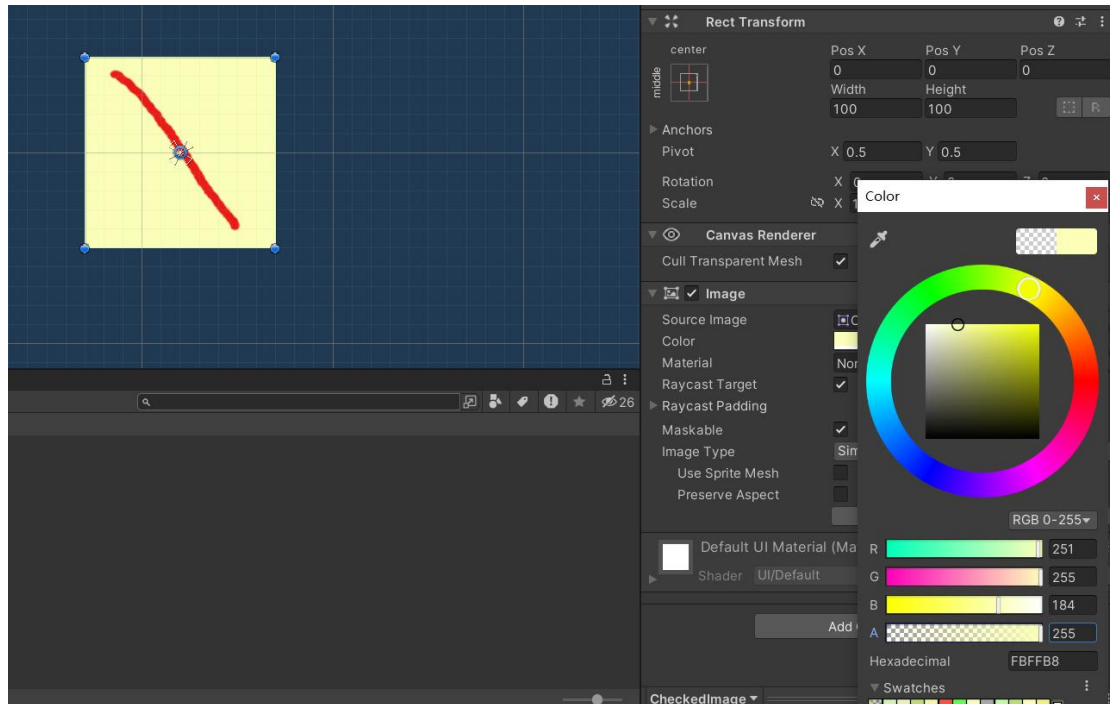 Rect Transform
center
Pos X
Pos Y
Pos Z
0
0
0
middle
Width
Height
100
100
R
Anchors
Pivot
X 0.5
Y 0.5
Rotation
X
Scale
X
Color
Canvas Renderer
Cull Transparent Mesh
Image
Source Image
Color
Material
Raycast Target
26
Raycast Padding
Maskable
Image Type
Use Sprite Mesh
Preserve Aspect
RGB 0-255
Default UI Material (Ma
R
251
Shader
UI/Default
G
255
B
184
Add
A
255
Hexadecimal
FBFFB8
Swatches
CheckedImage